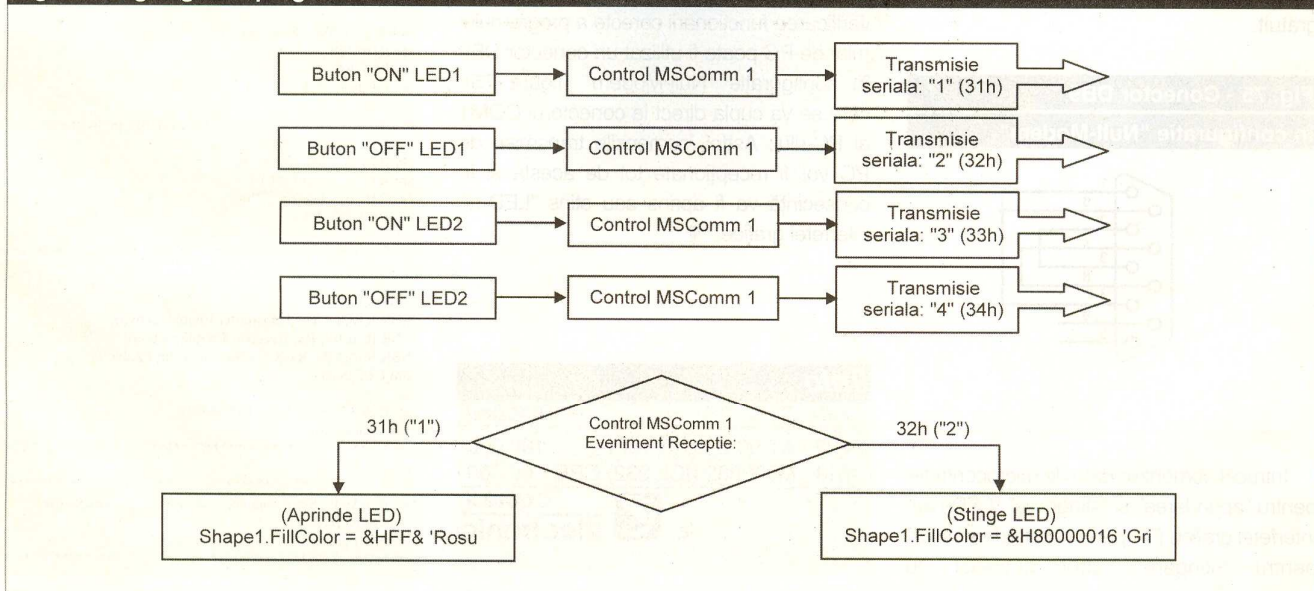 Buton "ON" LED1
Control MSComm 1
Transmisie
seriala: "1" (31h)
Buton "OFF" LED1
Control MSComm 1
Transmisie
seriala: "2" (32h)
Buton "ON" LED2
Control MSComm 1
Transmisie
seriala: "3" (33h)
Buton "OFF" LED2
Control MSComm 1
Transmisie
seriala: "4" (34h)
Control MSComm 1
Eveniment Receptie:
31h ("1")
32h ("2")
(Aprinde LED)
Shape1.FillColor = &HFF& 'Rosu
(Stinge LED)
Shape1.FillColor = &H80000016 'Gri